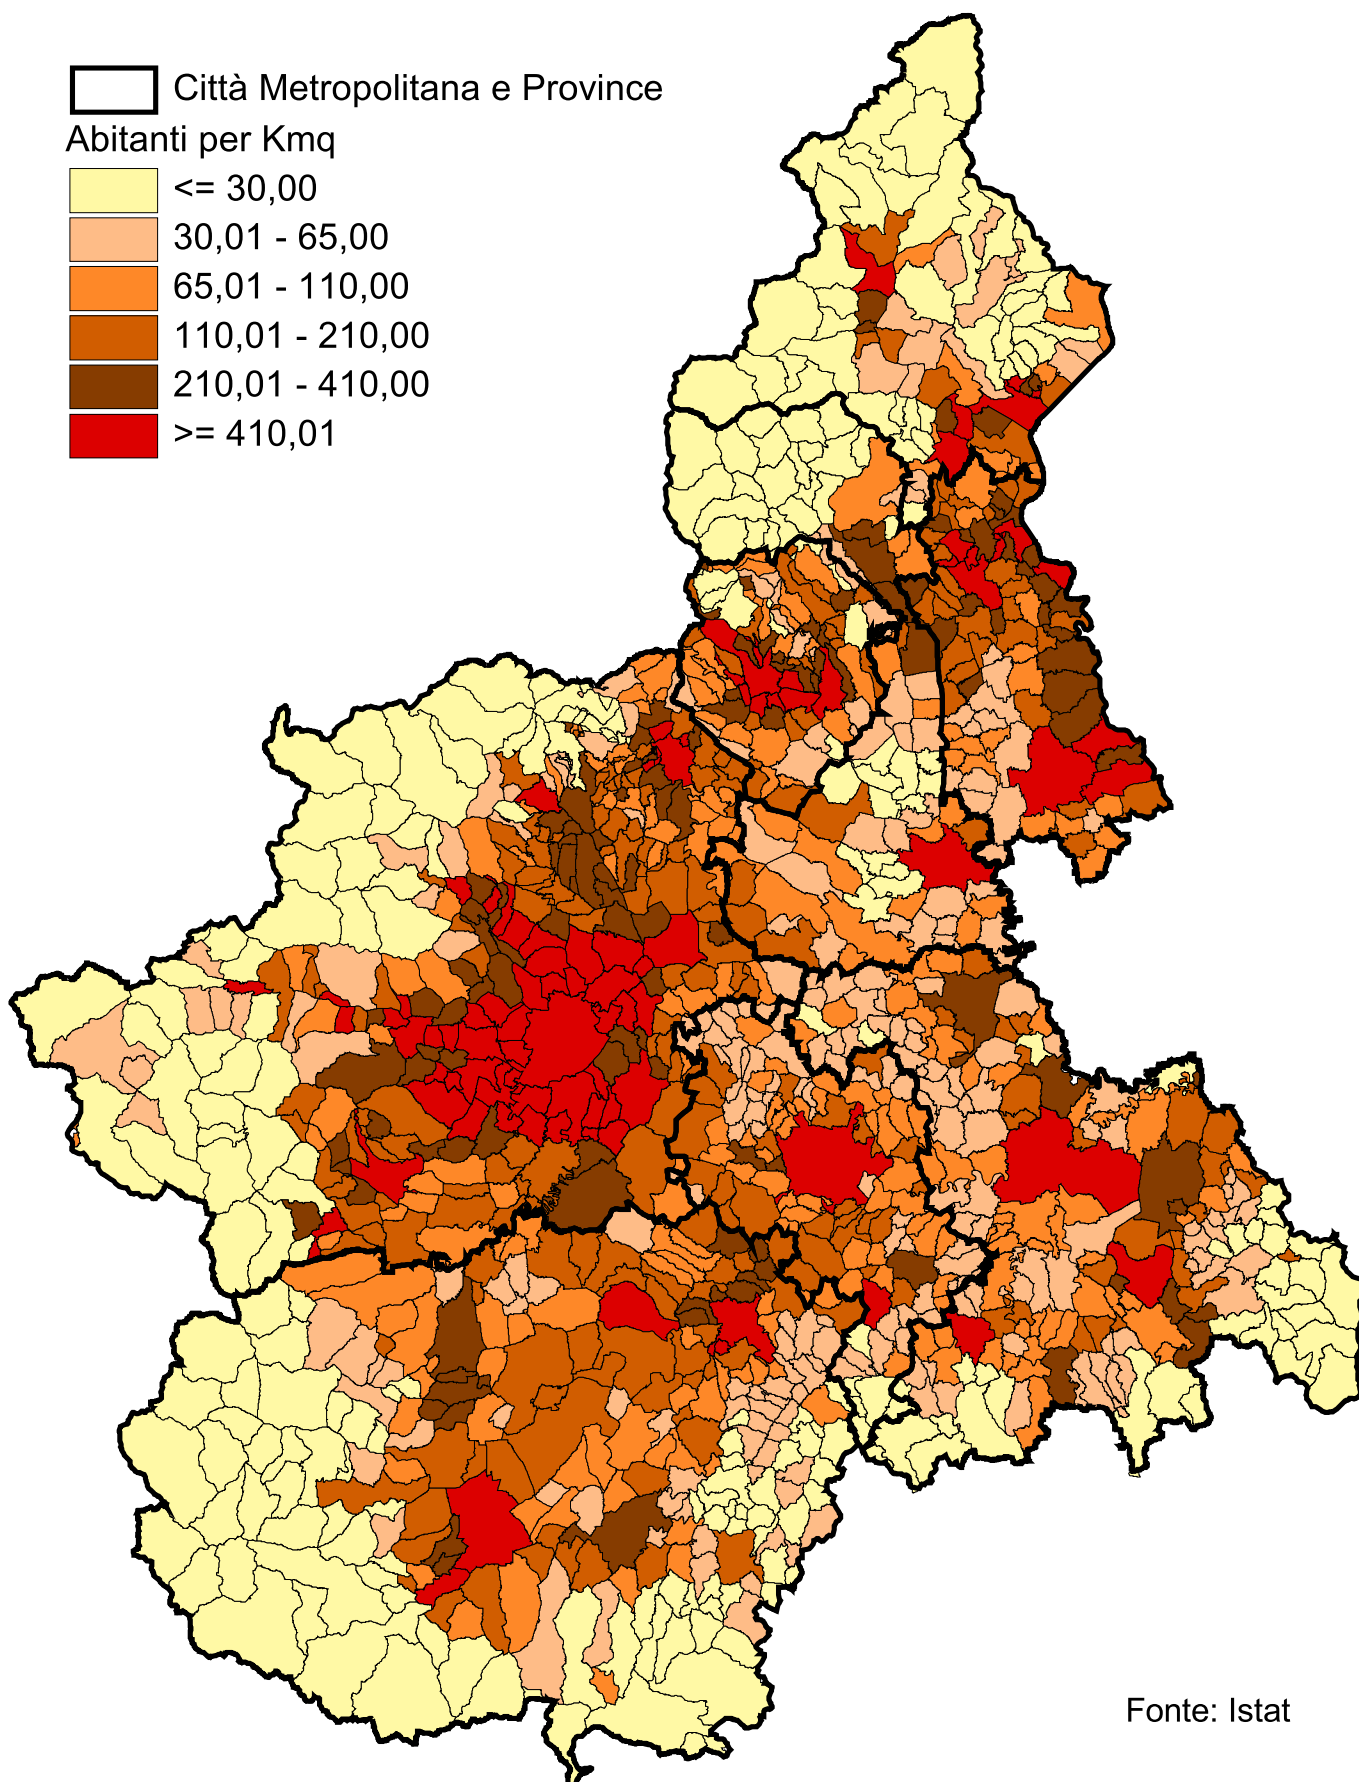 Città Metropolitana e Province
Abitanti per Kmq
<= 30,00
30,01 - 65,00
65,01 - 110,00
110,01 - 210,00
210,01 - 410,00
>= 410,01
Fonte: Istat